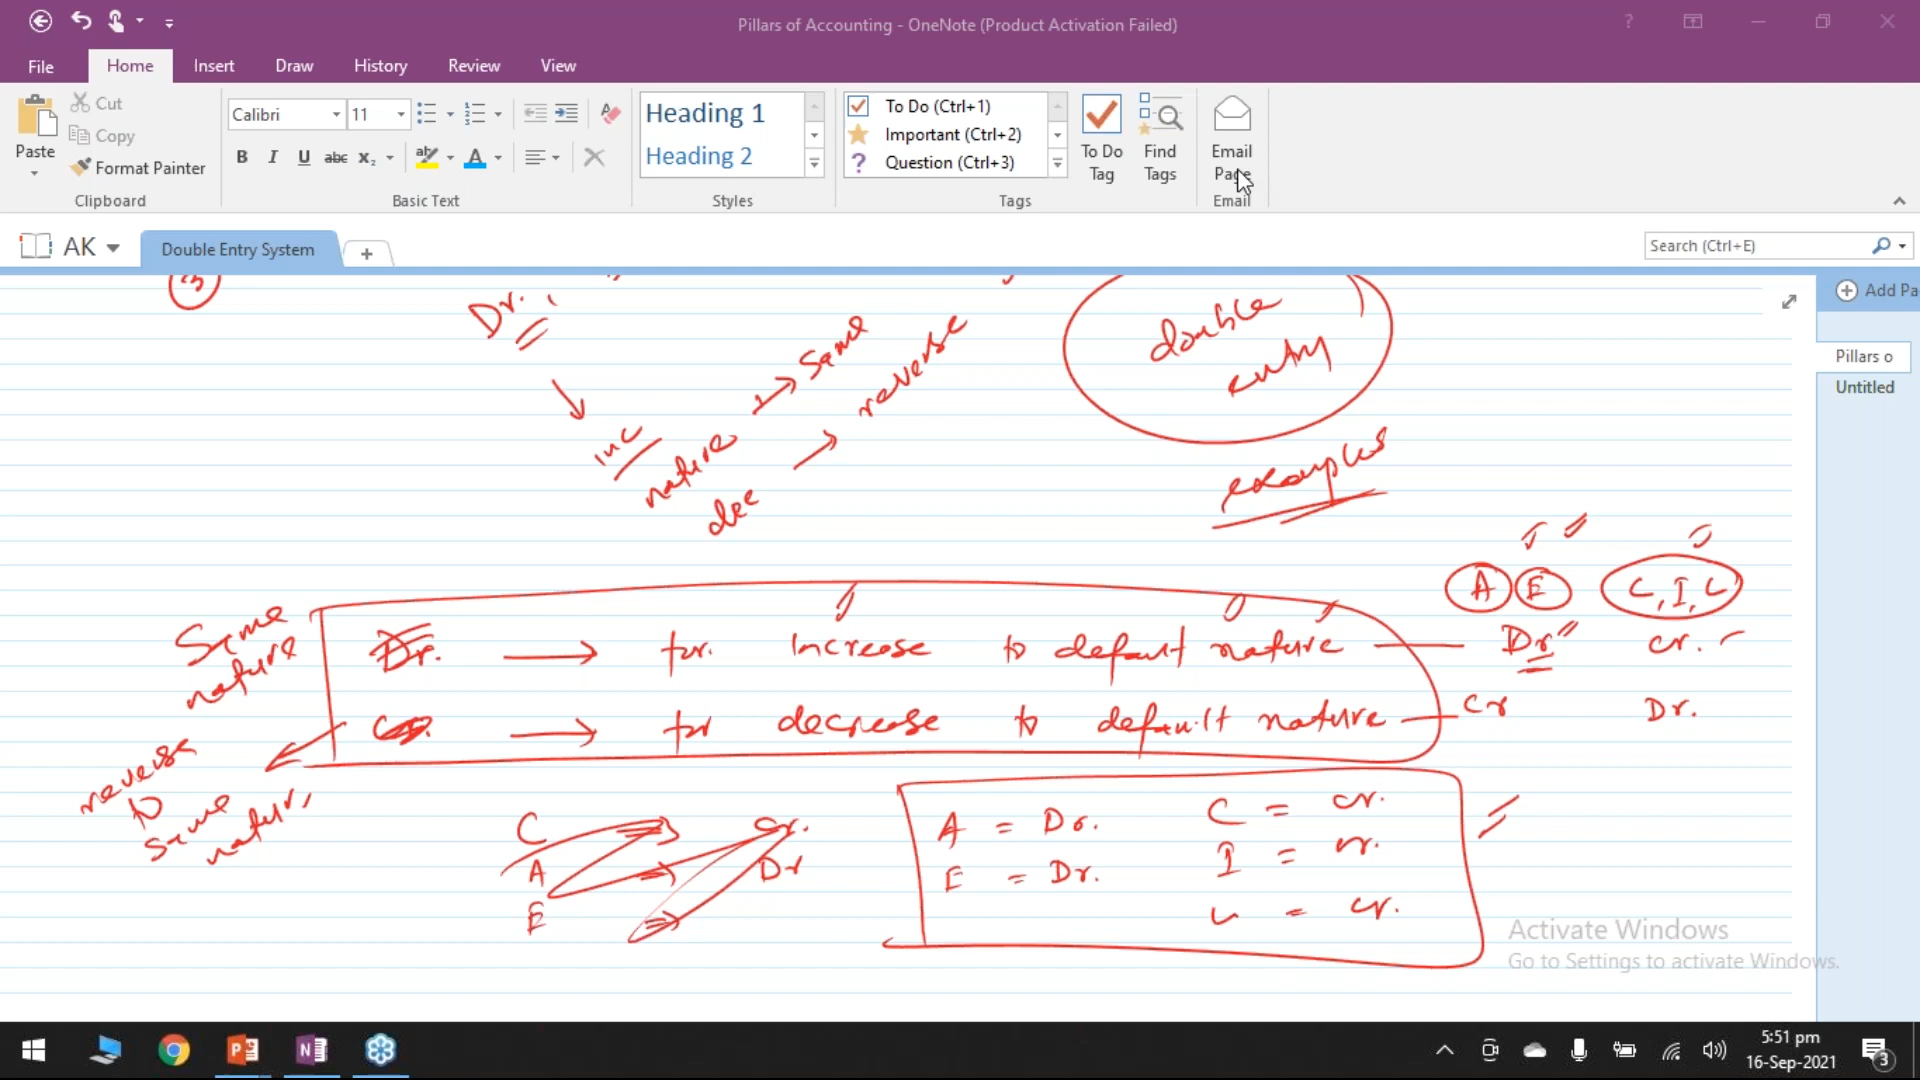 Pillars of Accounting - OneNote (Product Activation Failed)
?
File
Home
Insert
Draw
History
Review
View
Paste
Cut
Copy
Format Painter
Clipboard
Calibri
11
B I U abc x₂
A
Basic Text
Heading 1
Heading 2
Styles
To Do (Ctrl+1)
Important (Ctrl+2)
? Question (Ctrl+3)
Tags
To Do
Tag
Find
Tags
Email
Page
Email
AK
Double Entry System
+
Search (Ctrl+E)
Add Pa
Pillars o
Untitled
3
Dr.
inc
nature → Same
dec → reverse
double
entry
examples
A E C, I, L
Same
nature
Dr. → for increase to default nature — Dr cr.
→ for decrease to default nature — Cr Dr.
reverse
to
same
nature
C Cr.
A Dr
E
A = Dr.
E = Dr.
C = cr.
I = cr.
L = cr.
Activate Windows
Go to Settings to activate Windows.
5:51 pm
16-Sep-2021
3